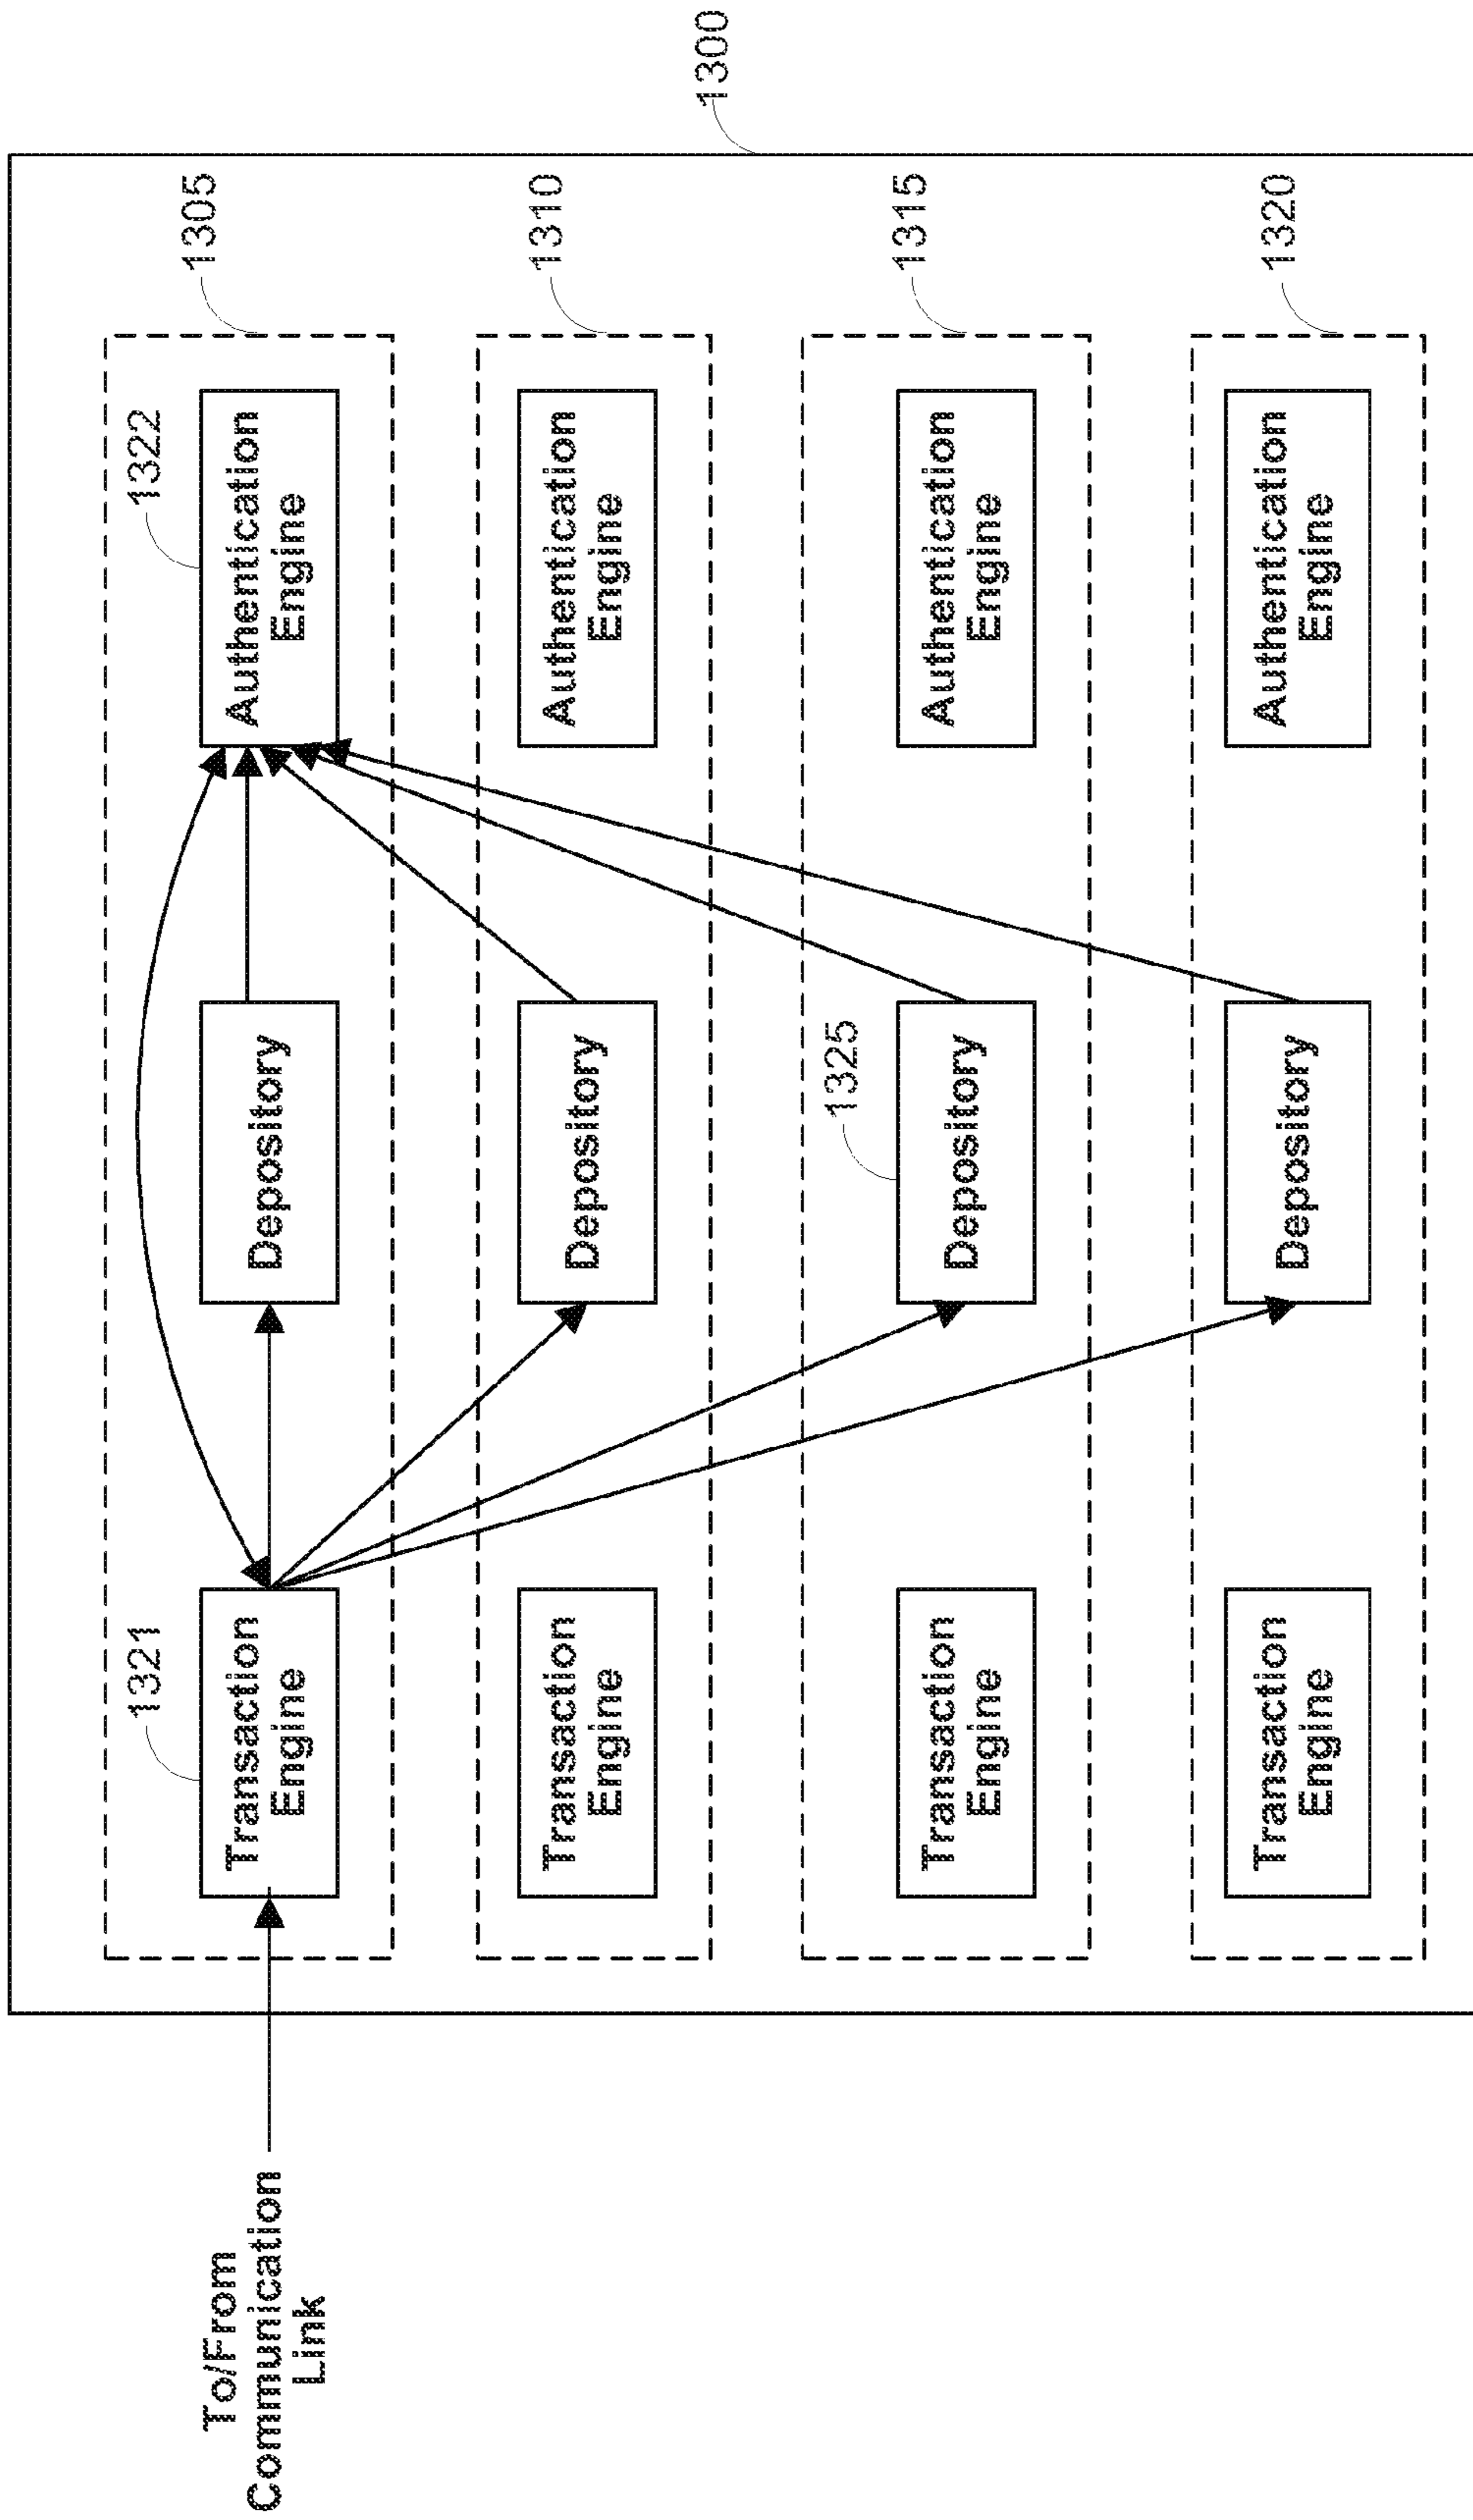 1300
1305
1322
1321
To/From
Communication
Link
Transaction
Engine
Depository
Authentication
Engine
1310
Transaction
Engine
Depository
Authentication
Engine
1315
1325
Transaction
Engine
Depository
Authentication
Engine
1320
Transaction
Engine
Depository
Authentication
Engine